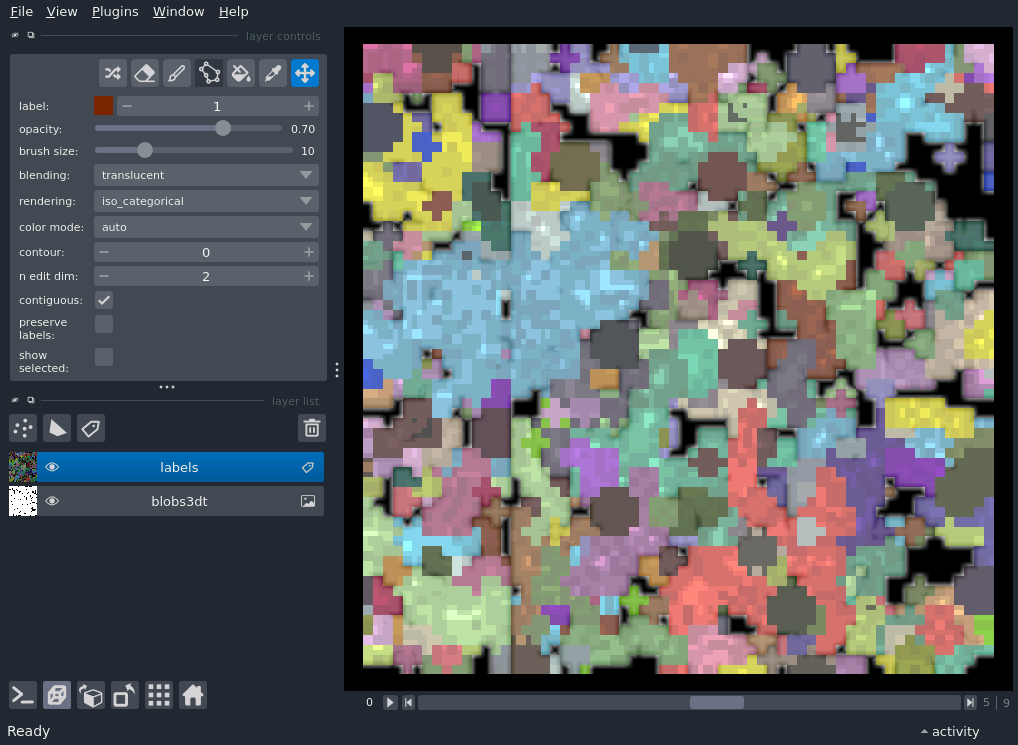 File View Plugins Window Help
layer controls
label: 1
opacity: 0.70
brush size: 10
blending: translucent
rendering: iso_categorical
color mode: auto
contour: 0
n edit dim: 2
contiguous:
preserve
labels:
show
selected:
layer list
labels
blobs3dt
0 5 9
Ready activity